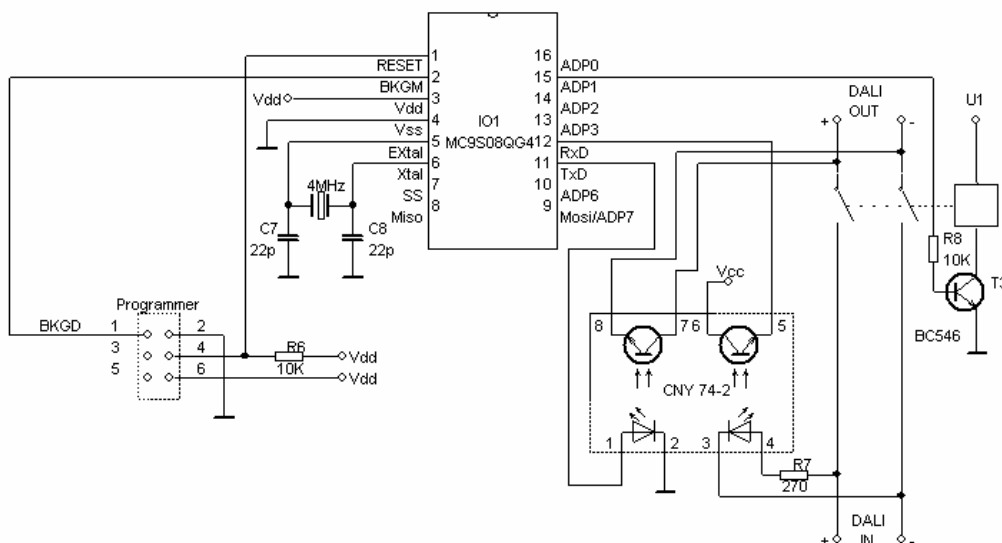 1
RESET
2
BKGM
Vdd
3
Vdd
4
Vss
5
EXtal
6
Xtal
7
SS
8
Miso
IO1
MC9S08QG4
16
ADP0
15
ADP1
14
ADP2
13
ADP3
12
RxD
11
TxD
10
ADP6
9
Mosi/ADP7
DALI
OUT
+
-
U1
4MHz
C7
22p
C8
22p
R8
10K
T3
BC546
Vcc
8
7
6
5
CNY 74-2
1
2
3
4
R7
270
Programmer
BKGD
1
2
3
4
5
6
R6
10K
Vdd
Vdd
DALI
IN
+
-